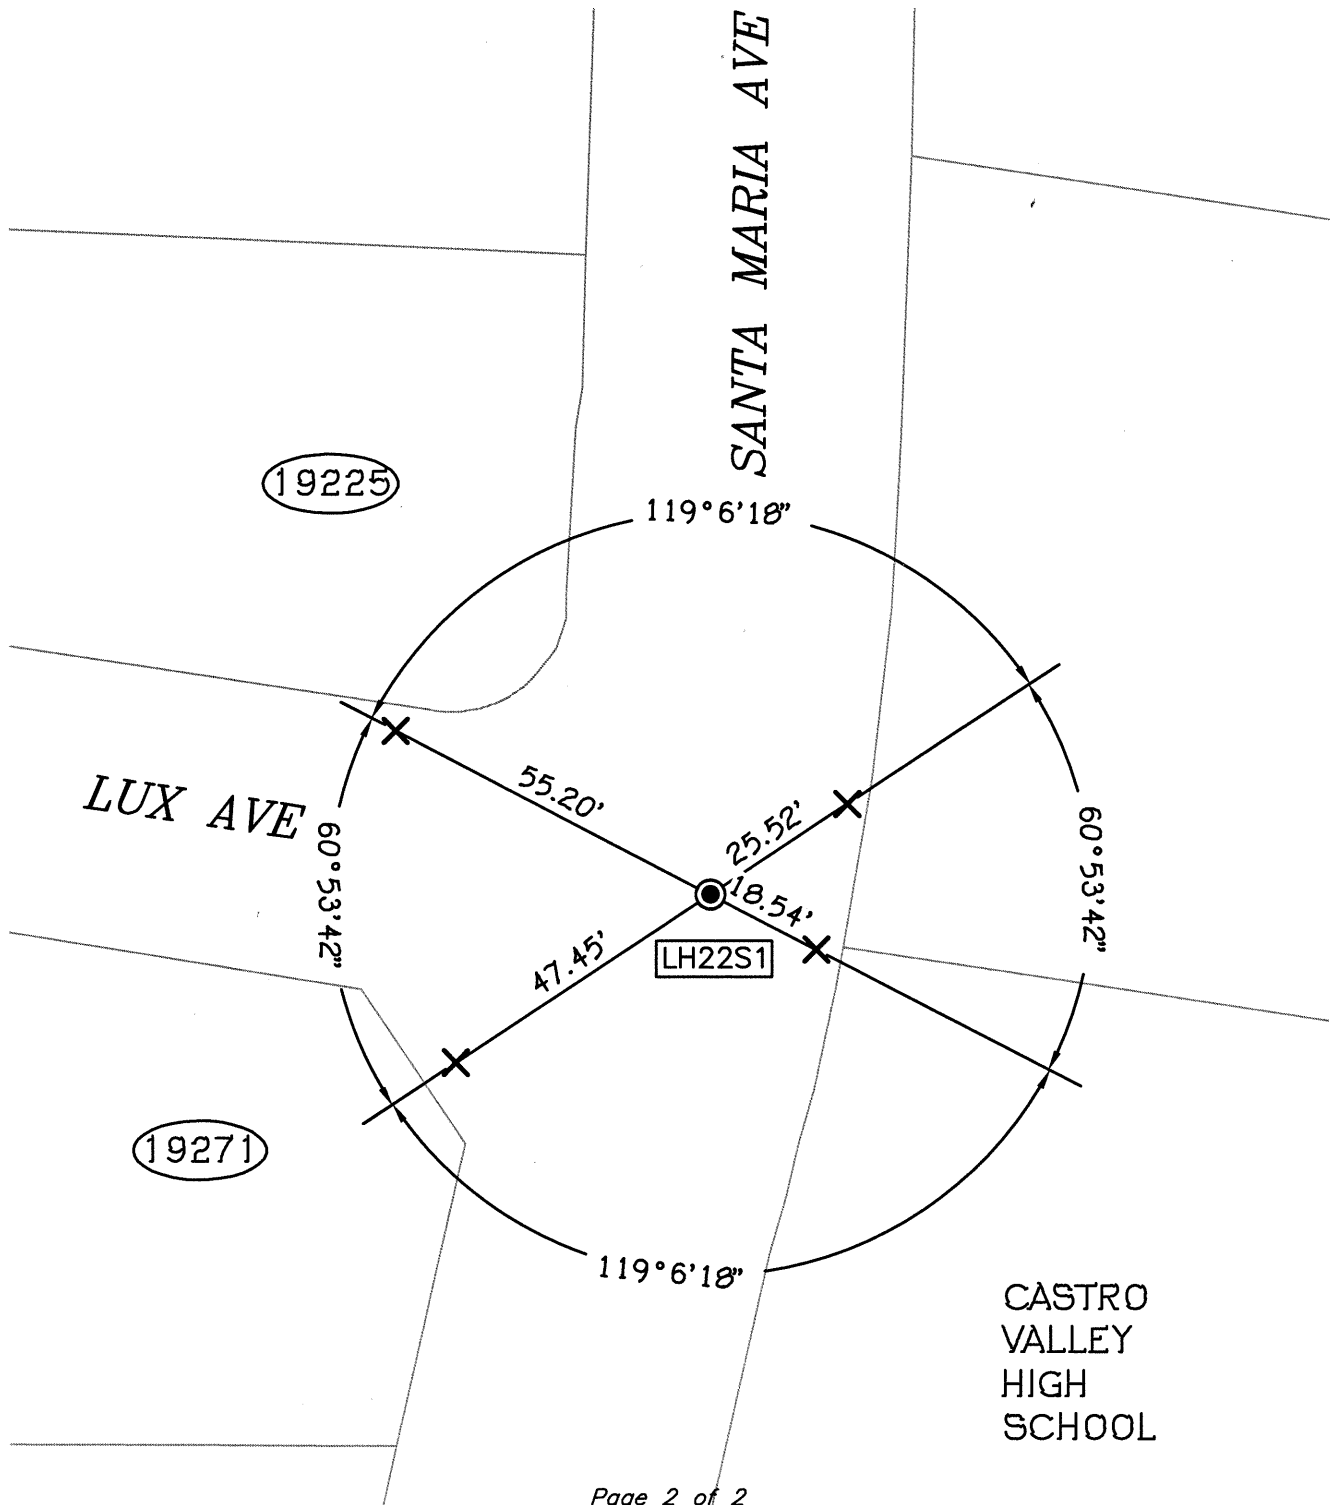 SANTA MARIA AVE
19225
119°6'18"
55.20'
LUX AVE
25.52'
60°53'42"
60°53'42"
18.54'
47.45'
LH22S1
19271
119°6'18"
CASTRO
VALLEY
HIGH
SCHOOL
Page 2 of 2